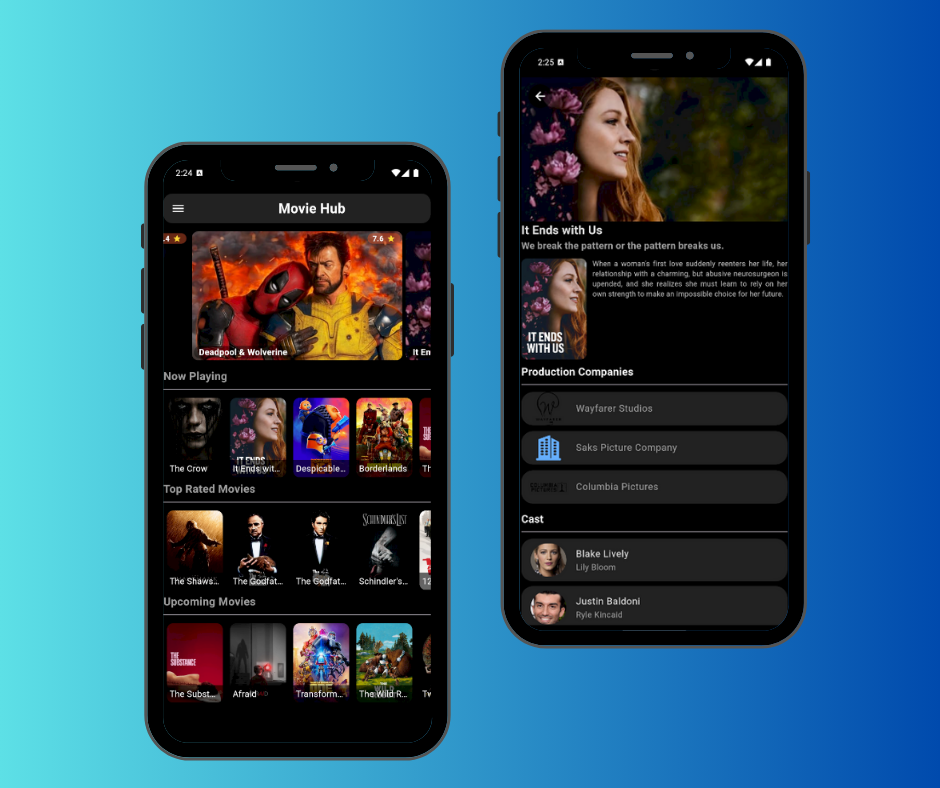 2:24
Movie Hub
.4
7.6
Deadpool & Wolverine
It En
Now Playing
IT ENDS
THE
The Crow
It Ends wit...
Despicable...
Borderlands
Th
Top Rated Movies
SCHINDLER'S LIST
The Shaws...
The Godfat...
The Godfat...
Schindler's...
12
Upcoming Movies
THE
SUBSTANCE
The Subst...
Afraid
Transform...
The Wild R...
Tw
2:25
It Ends with Us
We break the pattern or the pattern breaks us.
When a woman's first love suddenly reenters her life, her
relationship with a charming, but abusive neurosurgeon is
upended, and she realizes she must learn to rely on her
own strength to make an impossible choice for her future.
IT ENDS
WITH US
Production Companies
Wayfarer Studios
Saks Picture Company
Columbia Pictures
Cast
Blake Lively
Lily Bloom
Justin Baldoni
Ryle Kincaid